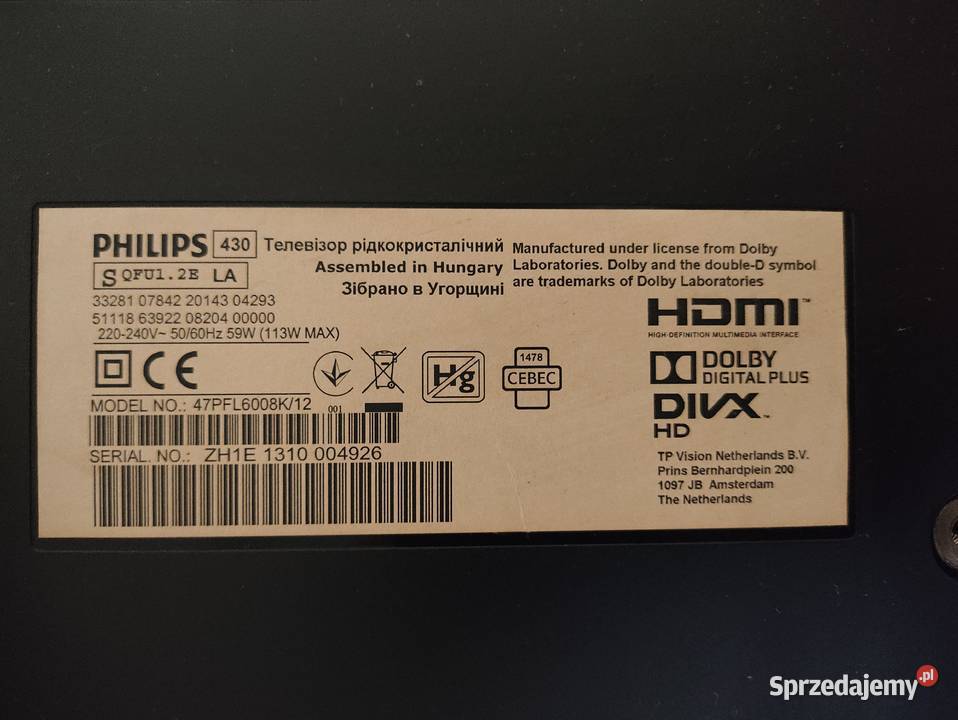 PHILIPS 430 Телевізор рідкокристалічний
S QFU1.2E LA
Assembled in Hungary
Зібрано в Угорщині
33281 07842 20143 04293
51118 63922 08204 00000
220-240V~ 50/60Hz 59W (113W MAX)
Manufactured under license from Dolby
Laboratories. Dolby and the double-D symbol
are trademarks of Dolby Laboratories
HDMI™
HIGH-DEFINITION MULTIMEDIA INTERFACE
CE
Hg
1478
CEBEC
DOLBY
DIGITAL PLUS
DIVX™
HD
MODEL NO.: 47PFL6008K/12
001
SERIAL. NO.: ZH1E 1310 004926
TP Vision Netherlands B.V.
Prins Bernhardplein 200
1097 JB Amsterdam
The Netherlands
Sprzedajemy.pl